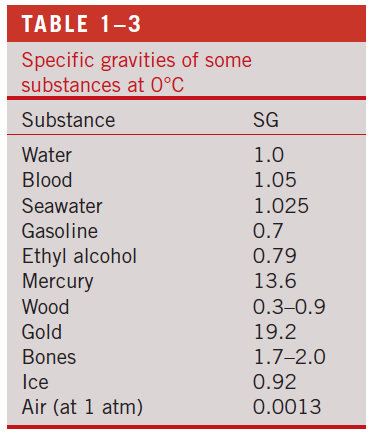 TABLE 1–3
Specific gravities of some
substances at 0°C
Substance SG
Water 1.0
Blood 1.05
Seawater 1.025
Gasoline 0.7
Ethyl alcohol 0.79
Mercury 13.6
Wood 0.3–0.9
Gold 19.2
Bones 1.7–2.0
Ice 0.92
Air (at 1 atm) 0.0013